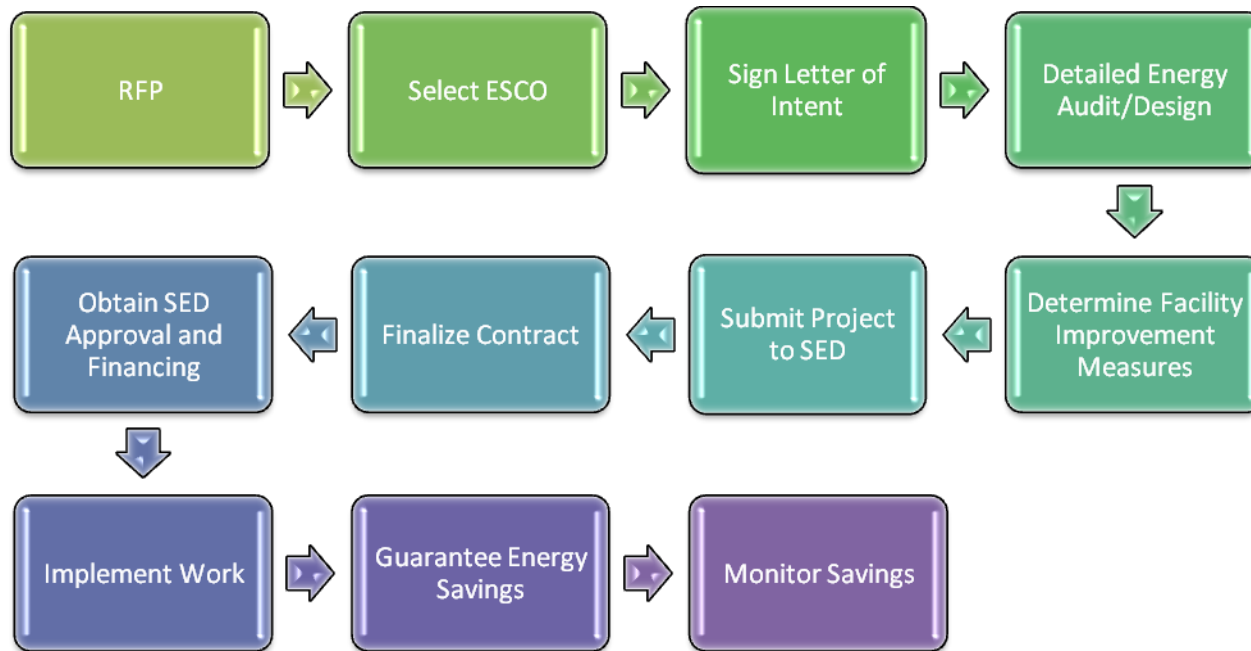 RFP
Select ESCO
Sign Letter of
Intent
Detailed Energy
Audit/Design
Determine Facility
Improvement
Measures
Submit Project
to SED
Finalize Contract
Obtain SED
Approval and
Financing
Implement Work
Guarantee Energy
Savings
Monitor Savings